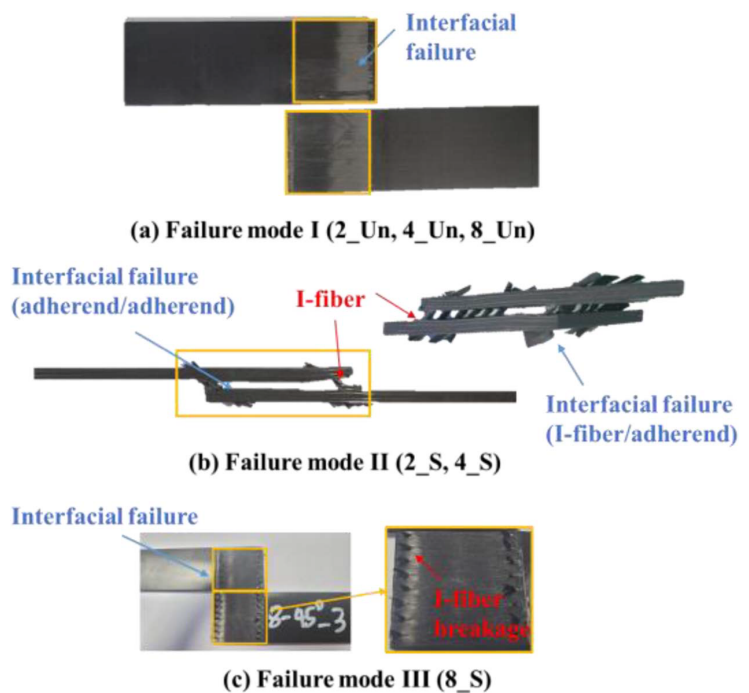 Interfacial
failure
(a) Failure mode I (2_Un, 4_Un, 8_Un)
Interfacial failure
(adherend/adherend)
I-fiber
Interfacial failure
(I-fiber/adherend)
(b) Failure mode II (2_S, 4_S)
Interfacial failure
8-45°-3
I-fiber
breakage
(c) Failure mode III (8_S)